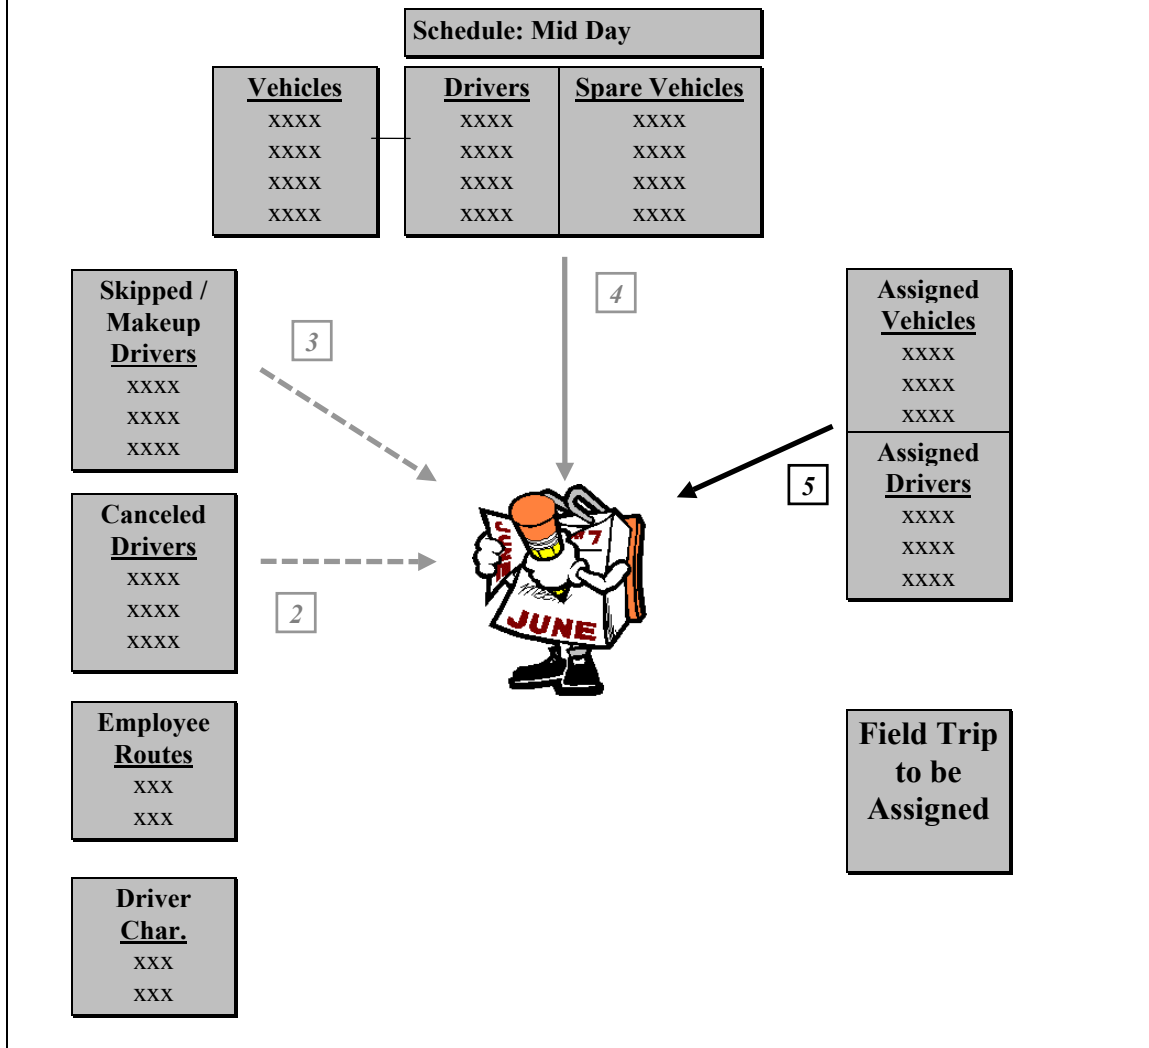 Schedule: Mid Day
Vehicles
xxxx
xxxx
xxxx
xxxx
Drivers
xxxx
xxxx
xxxx
xxxx
Spare Vehicles
xxxx
xxxx
xxxx
xxxx
Skipped /
Makeup
Drivers
xxxx
xxxx
xxxx
3
4
Assigned
Vehicles
xxxx
xxxx
xxxx
Assigned
Drivers
xxxx
xxxx
xxxx
5
Canceled
Drivers
xxxx
xxxx
xxxx
2
JUNE
JUNE
Employee
Routes
xxx
xxx
Field Trip
to be
Assigned
Driver
Char.
xxx
xxx